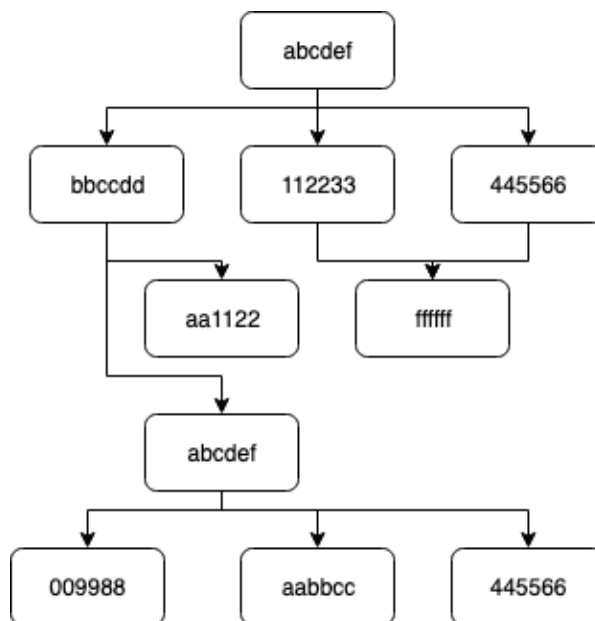 abcdef
bbccdd
112233
445566
aa1122
ffffff
abcdef
009988
aabbcc
445566